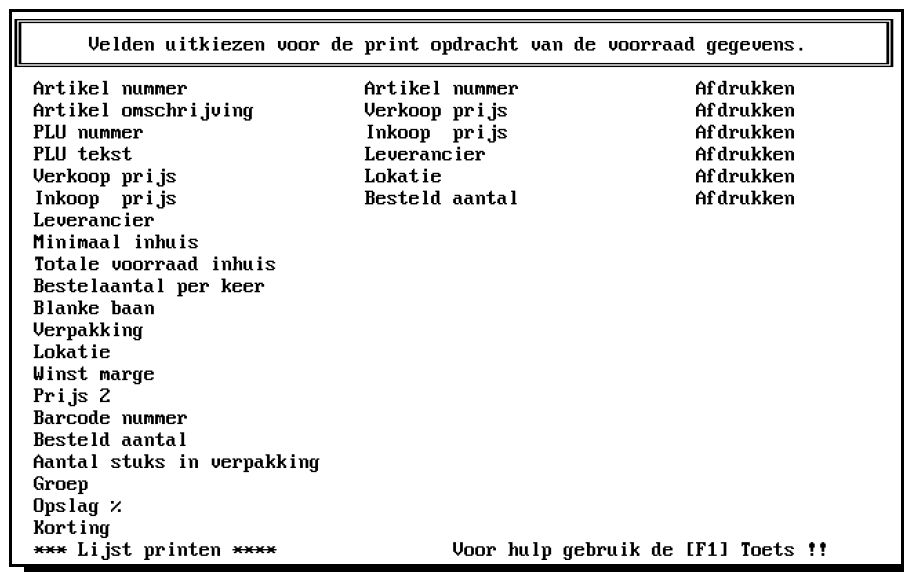 Velden uitkiezen voor de print opdracht van de voorraad gegevens.
Artikel nummer Artikel nummer Afdrukken
Artikel omschrijving Verkoop prijs Afdrukken
PLU nummer Inkoop prijs Afdrukken
PLU tekst Leverancier Afdrukken
Verkoop prijs Lokatie Afdrukken
Inkoop prijs Besteld aantal Afdrukken
Leverancier
Minimaal inhuis
Totale voorraad inhuis
Bestelaantal per keer
Blanke baan
Verpakking
Lokatie
Winst marge
Prijs 2
Barcode nummer
Besteld aantal
Aantal stuks in verpakking
Groep
Opslag %
Korting
*** Lijst printen **** Voor hulp gebruik de [F1] Toets !!